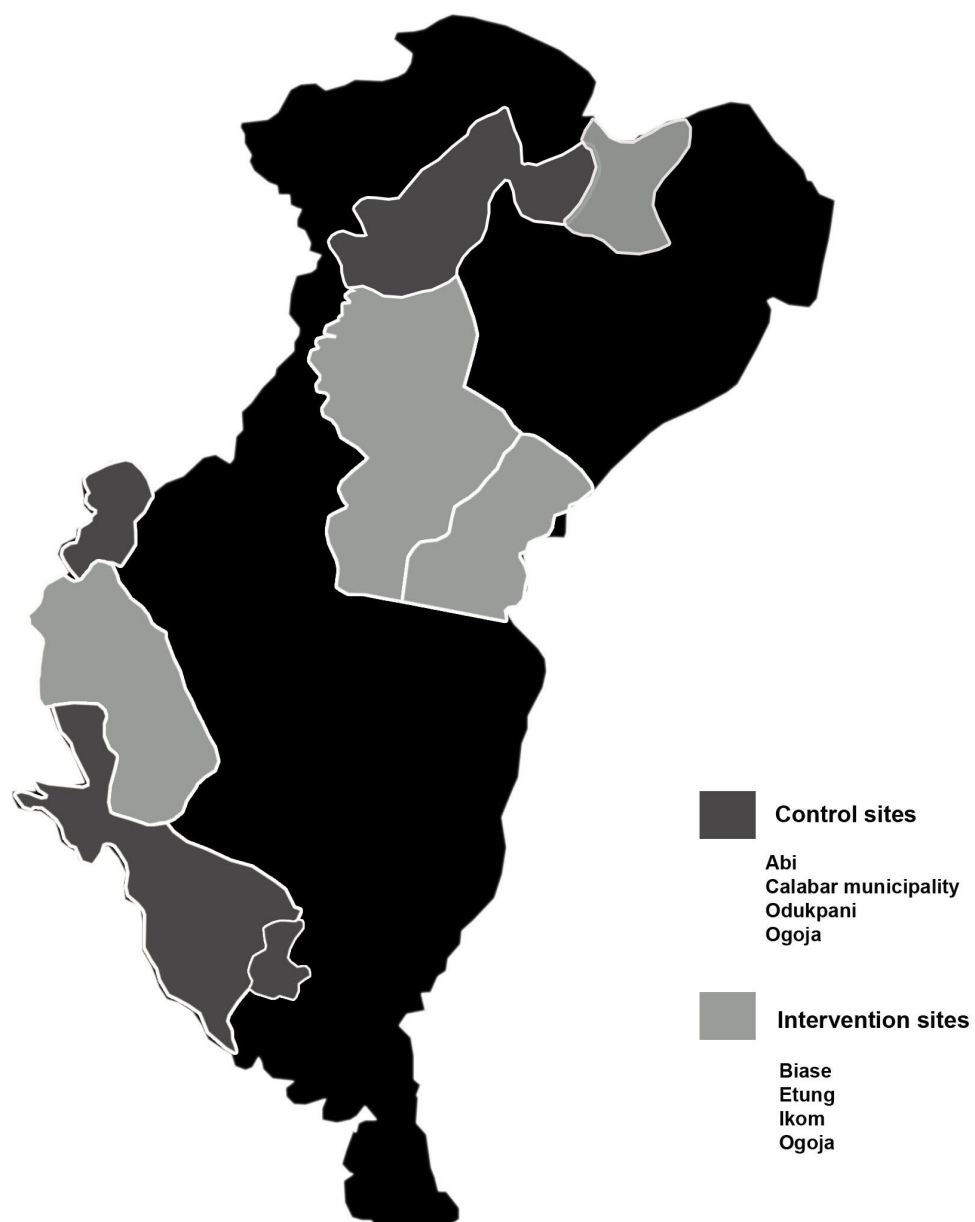 Control sites
Abi
Calabar municipality
Odukpani
Ogoja
Intervention sites
Biase
Etung
Ikom
Ogoja